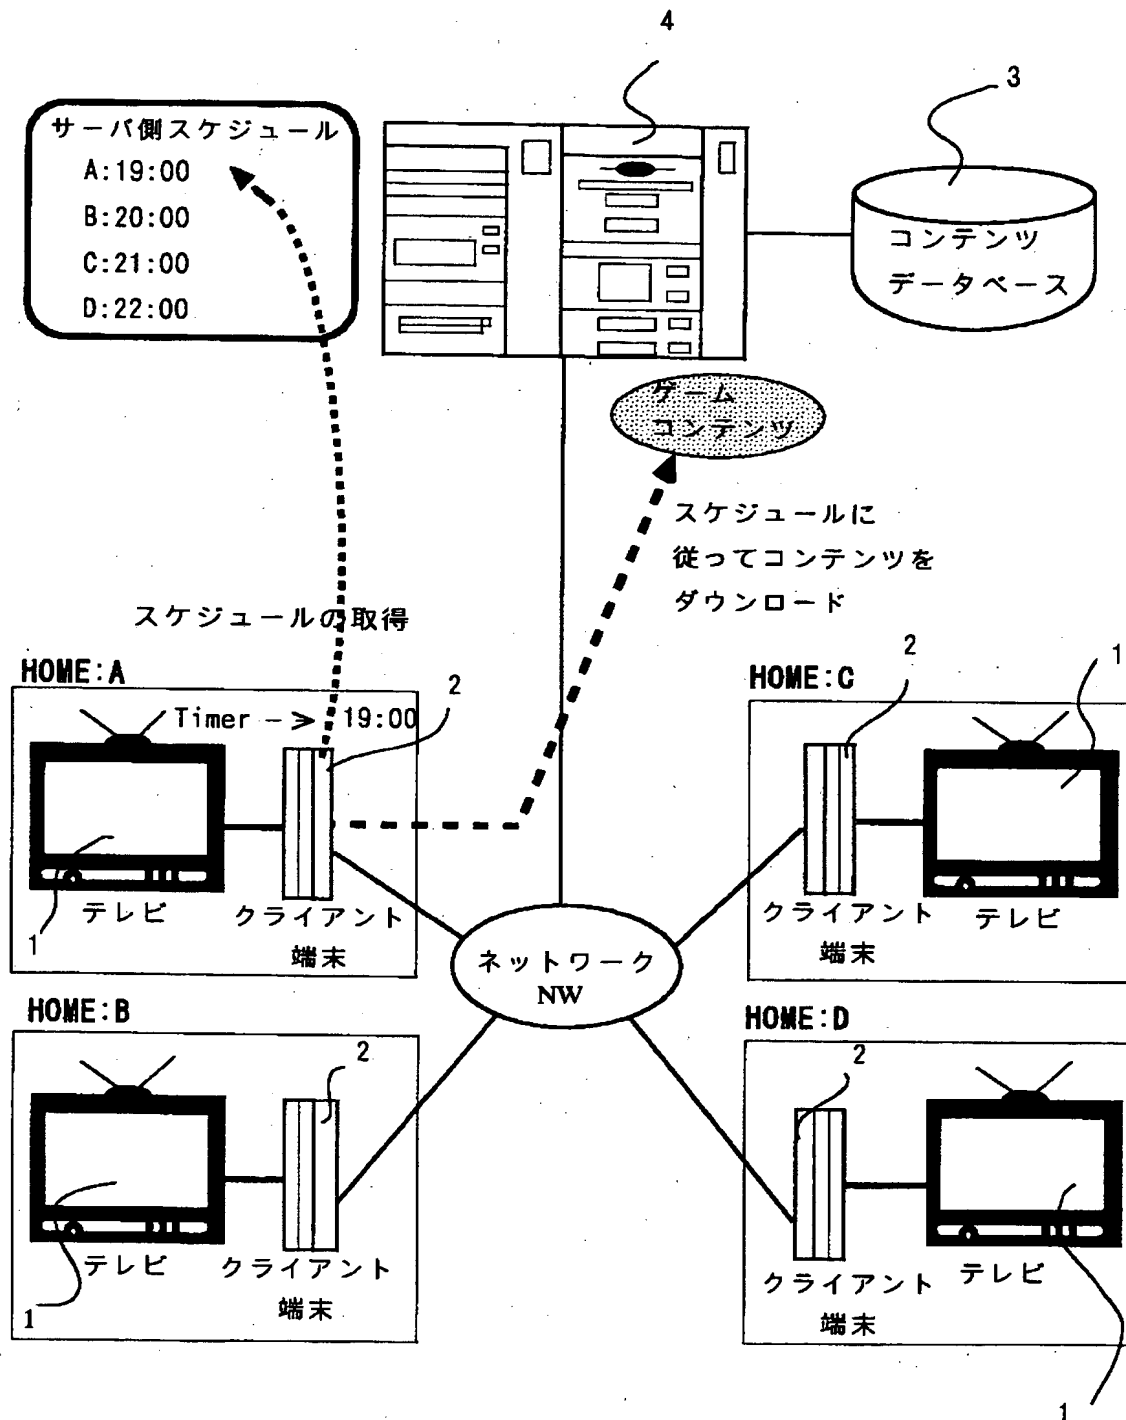 4
3
サーバ側スケジュール
A:19:00
B:20:00
C:21:00
D:22:00
コンテンツ
データベース
ゲーム
コンテンツ
スケジュールに
従ってコンテンツを
ダウンロード
スケジュールの取得
HOME:A
2
Timer -> 19:00
1
テレビ
クライアント
端末
HOME:C
2
1
クライアント
端末
テレビ
ネットワーク
NW
HOME:B
2
1
テレビ
クライアント
端末
HOME:D
2
クライアント
端末
テレビ
1